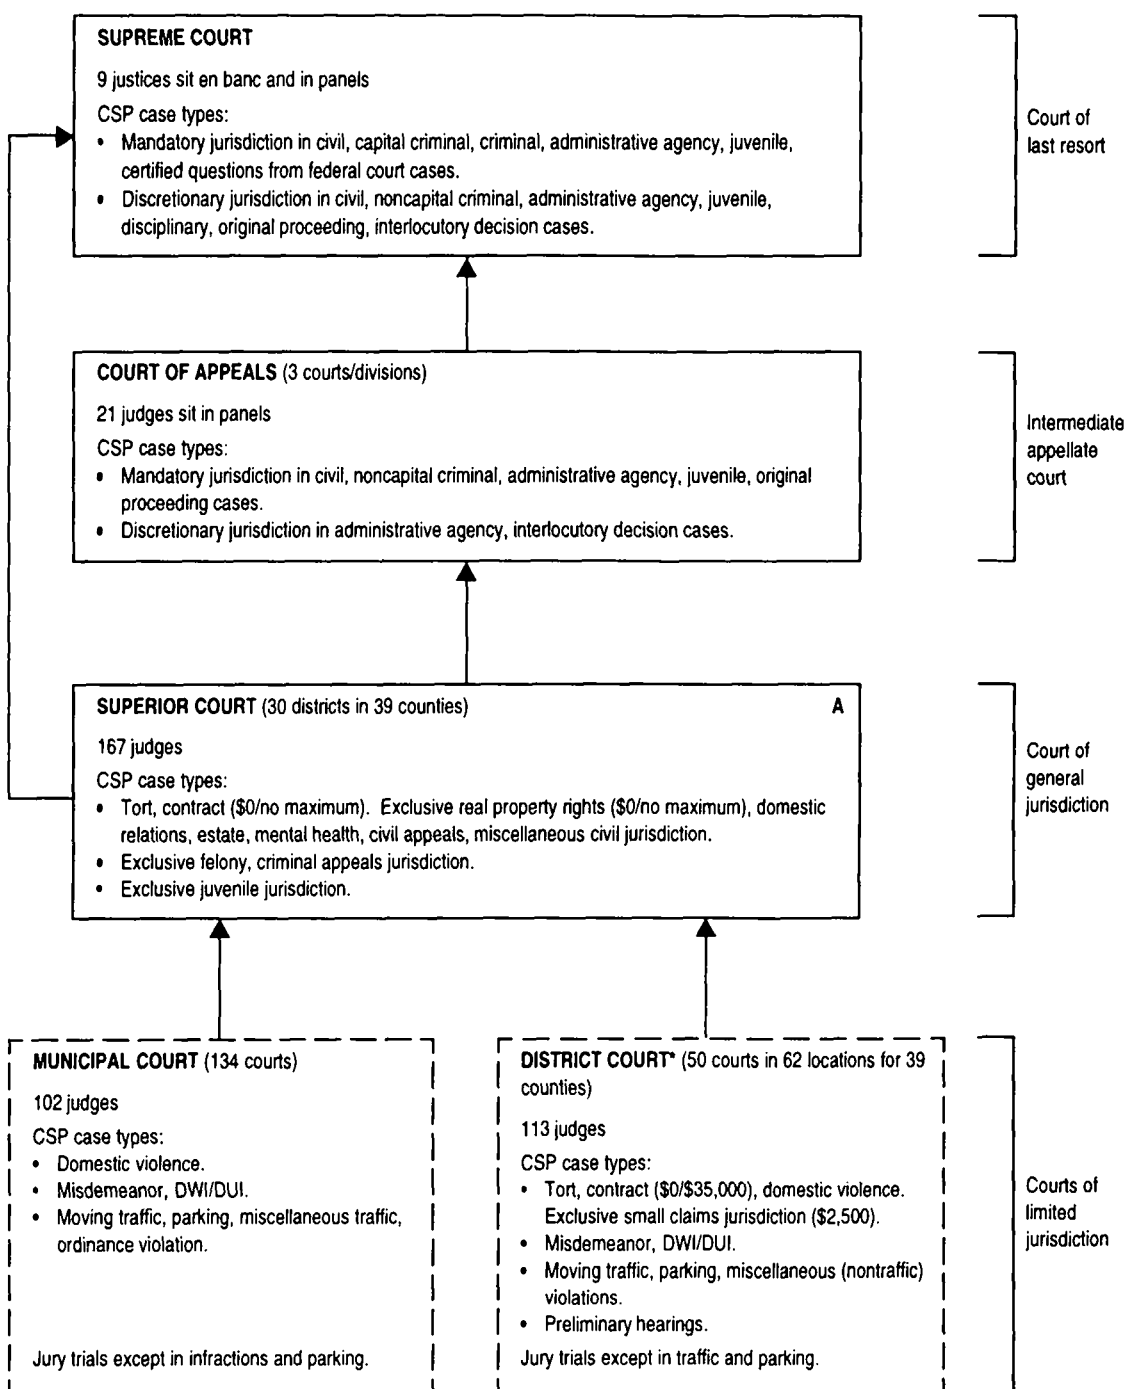 SUPREME COURT
9 justices sit en banc and in panels
CSP case types:
• Mandatory jurisdiction in civil, capital criminal, criminal, administrative agency, juvenile,
certified questions from federal court cases.
• Discretionary jurisdiction in civil, noncapital criminal, administrative agency, juvenile,
disciplinary, original proceeding, interlocutory decision cases.
Court of
last resort
COURT OF APPEALS (3 courts/divisions)
21 judges sit in panels
CSP case types:
• Mandatory jurisdiction in civil, noncapital criminal, administrative agency, juvenile, original
proceeding cases.
• Discretionary jurisdiction in administrative agency, interlocutory decision cases.
Intermediate
appellate
court
SUPERIOR COURT (30 districts in 39 counties) A
167 judges
CSP case types:
• Tort, contract ($0/no maximum). Exclusive real property rights ($0/no maximum), domestic
relations, estate, mental health, civil appeals, miscellaneous civil jurisdiction.
• Exclusive felony, criminal appeals jurisdiction.
• Exclusive juvenile jurisdiction.
Court of
general
jurisdiction
MUNICIPAL COURT (134 courts)
102 judges
CSP case types:
• Domestic violence.
• Misdemeanor, DWI/DUI.
• Moving traffic, parking, miscellaneous traffic,
ordinance violation.
Jury trials except in infractions and parking.
DISTRICT COURT* (50 courts in 62 locations for 39
counties)
113 judges
CSP case types:
• Tort, contract ($0/$35,000), domestic violence.
Exclusive small claims jurisdiction ($2,500).
• Misdemeanor, DWI/DUI.
• Moving traffic, parking, miscellaneous (nontraffic)
violations.
• Preliminary hearings.
Jury trials except in traffic and parking.
Courts of
limited
jurisdiction